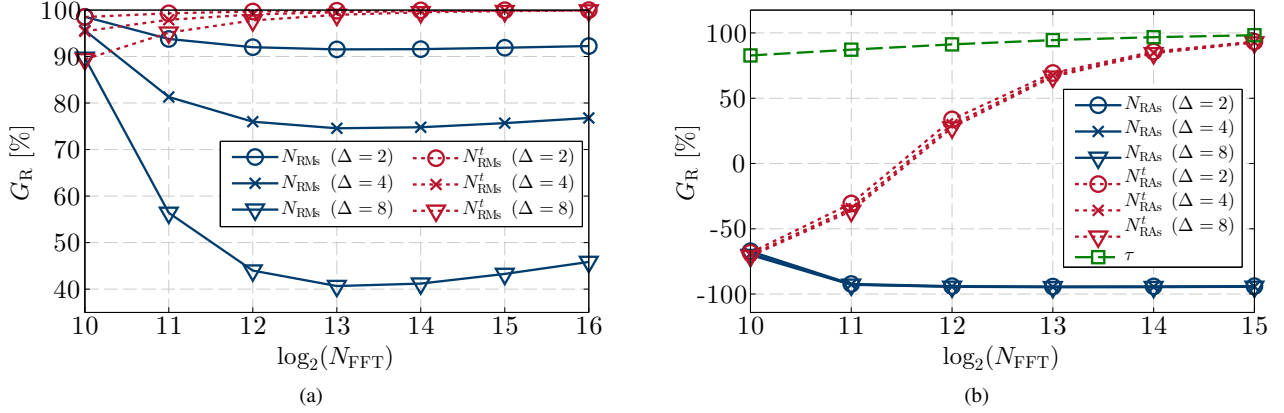 100
90
80
70
60
50
40
G_R [%]
N_RMs (Δ = 2)
N_RMs (Δ = 4)
N_RMs (Δ = 8)
N^t_RMs (Δ = 2)
N^t_RMs (Δ = 4)
N^t_RMs (Δ = 8)
10 11 12 13 14 15 16
log₂(N_FFT)
(a)
100
50
0
-50
-100
G_R [%]
N_RAs (Δ = 2)
N_RAs (Δ = 4)
N_RAs (Δ = 8)
N^t_RAs (Δ = 2)
N^t_RAs (Δ = 4)
N^t_RAs (Δ = 8)
τ
10 11 12 13 14 15
log₂(N_FFT)
(b)